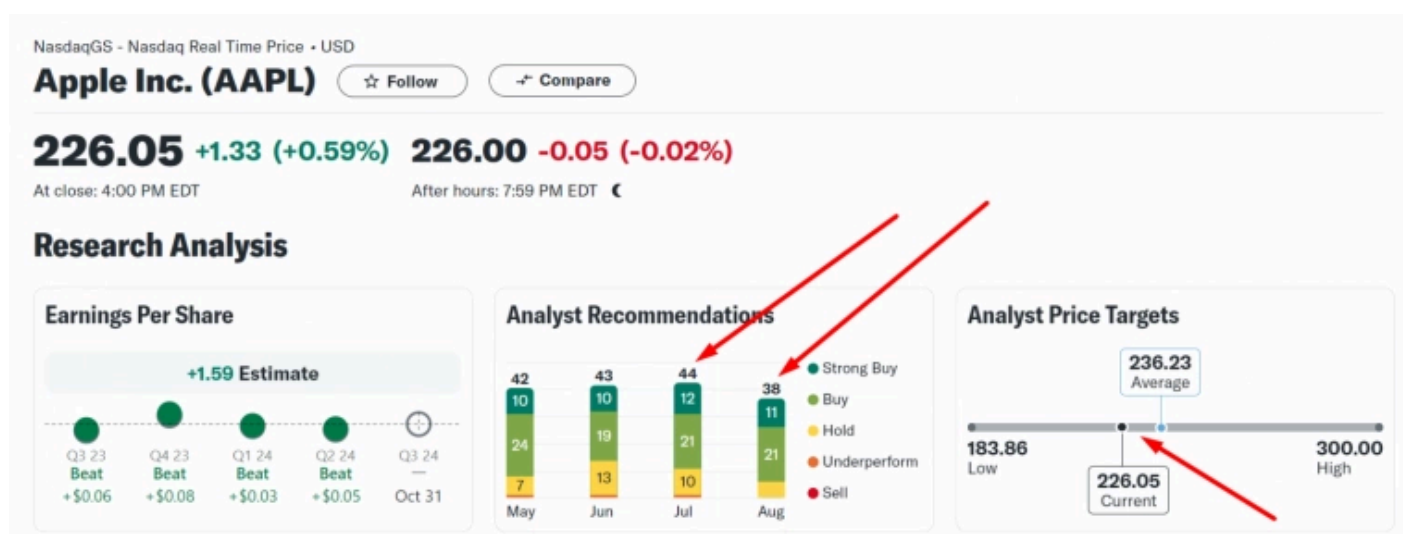 NasdaqGS - Nasdaq Real Time Price • USD
Apple Inc. (AAPL) Follow Compare
226.05 +1.33 (+0.59%) 226.00 -0.05 (-0.02%)
At close: 4:00 PM EDT After hours: 7:59 PM EDT
Research Analysis
Earnings Per Share
+1.59 Estimate
Q3 23 Q4 23 Q1 24 Q2 24 Q3 24
Beat Beat Beat Beat —
+$0.06 +$0.08 +$0.03 +$0.05 Oct 31
Analyst Recommendations
42 43 44 38
10 10 12 11
24 19 21 21
7 13 10
May Jun Jul Aug
Strong Buy
Buy
Hold
Underperform
Sell
Analyst Price Targets
236.23
Average
183.86 300.00
Low High
226.05
Current